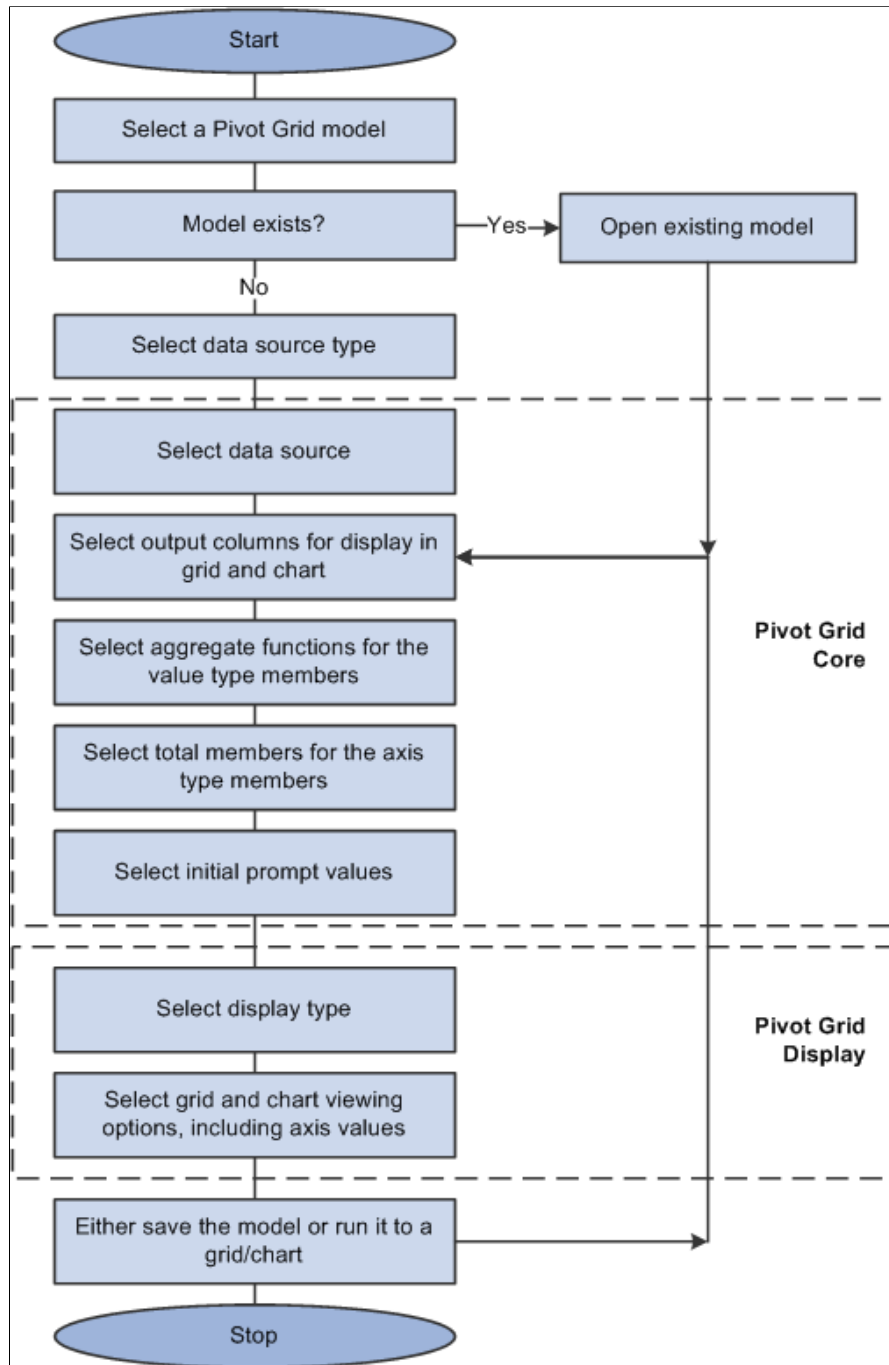 Start
Select a Pivot Grid model
Model exists?
Yes
Open existing model
No
Select data source type
Select data source
Select output columns for display in
grid and chart
Select aggregate functions for the
value type members
Pivot Grid
Core
Select total members for the axis
type members
Select initial prompt values
Select display type
Pivot Grid
Display
Select grid and chart viewing
options, including axis values
Either save the model or run it to a
grid/chart
Stop